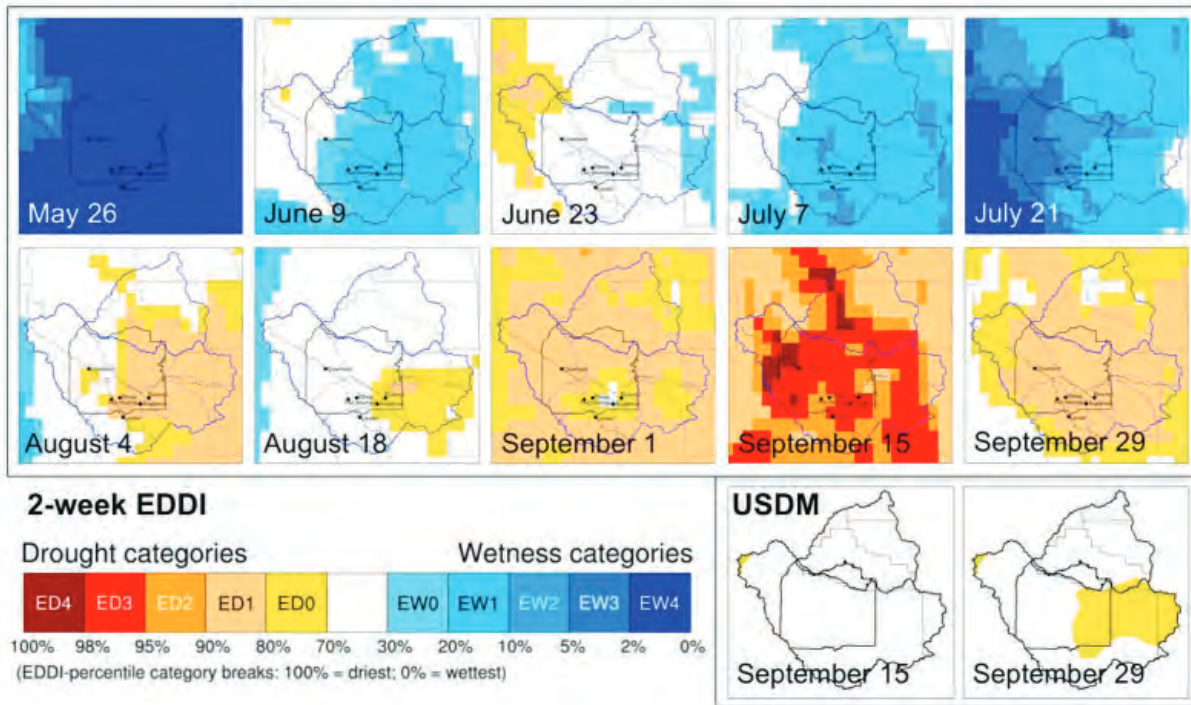 May 26
June 9
June 23
July 7
July 21
August 4
August 18
September 1
September 15
September 29
2-week EDDI
Drought categories
Wetness categories
ED4 ED3 ED2 ED1 ED0 EW0 EW1 EW2 EW3 EW4
100% 98% 95% 90% 80% 70% 30% 20% 10% 5% 2% 0%
(EDDI-percentile category breaks: 100% = driest; 0% = wettest)
USDM
September 15
September 29